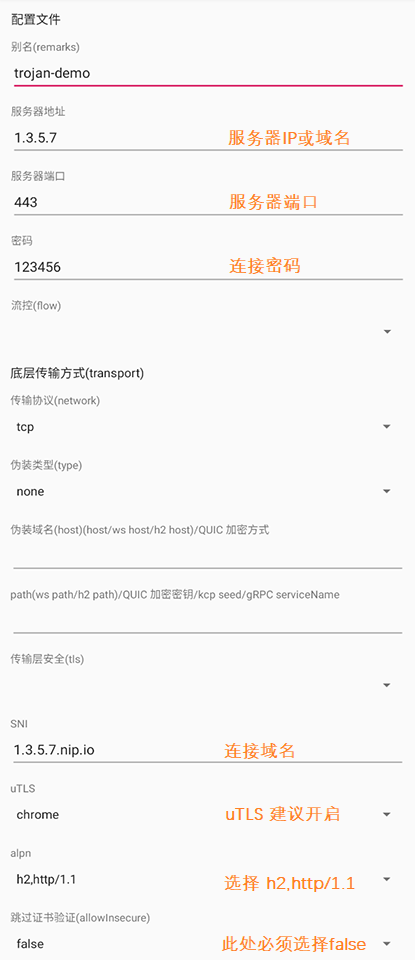 配置文件
别名(remarks)
trojan-demo
服务器地址
1.3.5.7 服务器IP或域名
服务器端口
443 服务器端口
密码
123456 连接密码
流控(flow)
底层传输方式(transport)
传输协议(network)
tcp
伪装类型(type)
none
伪装域名(host)(host/ws host/h2 host)/QUIC 加密方式
path(ws path/h2 path)/QUIC 加密密钥/kcp seed/gRPC serviceName
传输层安全(tls)
SNI
1.3.5.7.nip.io 连接域名
uTLS
chrome uTLS 建议开启
alpn
h2,http/1.1 选择 h2,http/1.1
跳过证书验证(allowInsecure)
false 此处必须选择false